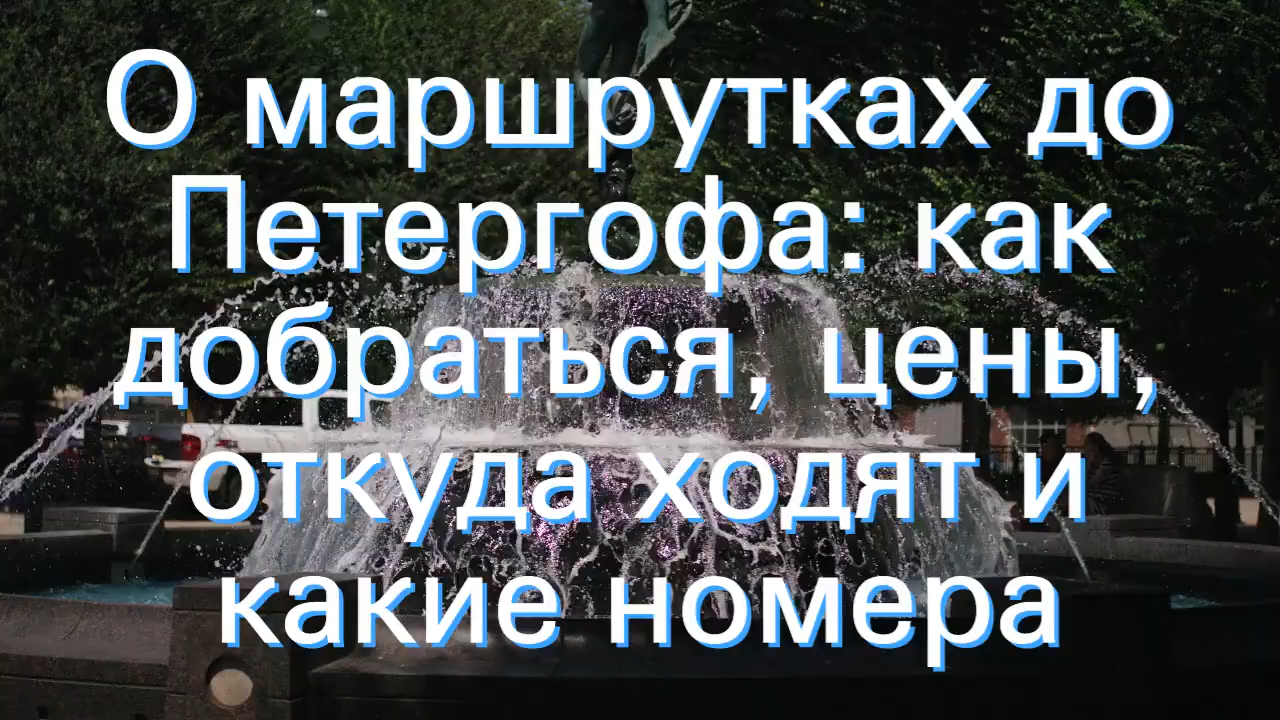 О маршрутках до
Петергофа: как
добраться, цены,
откуда ходят и
какие номера